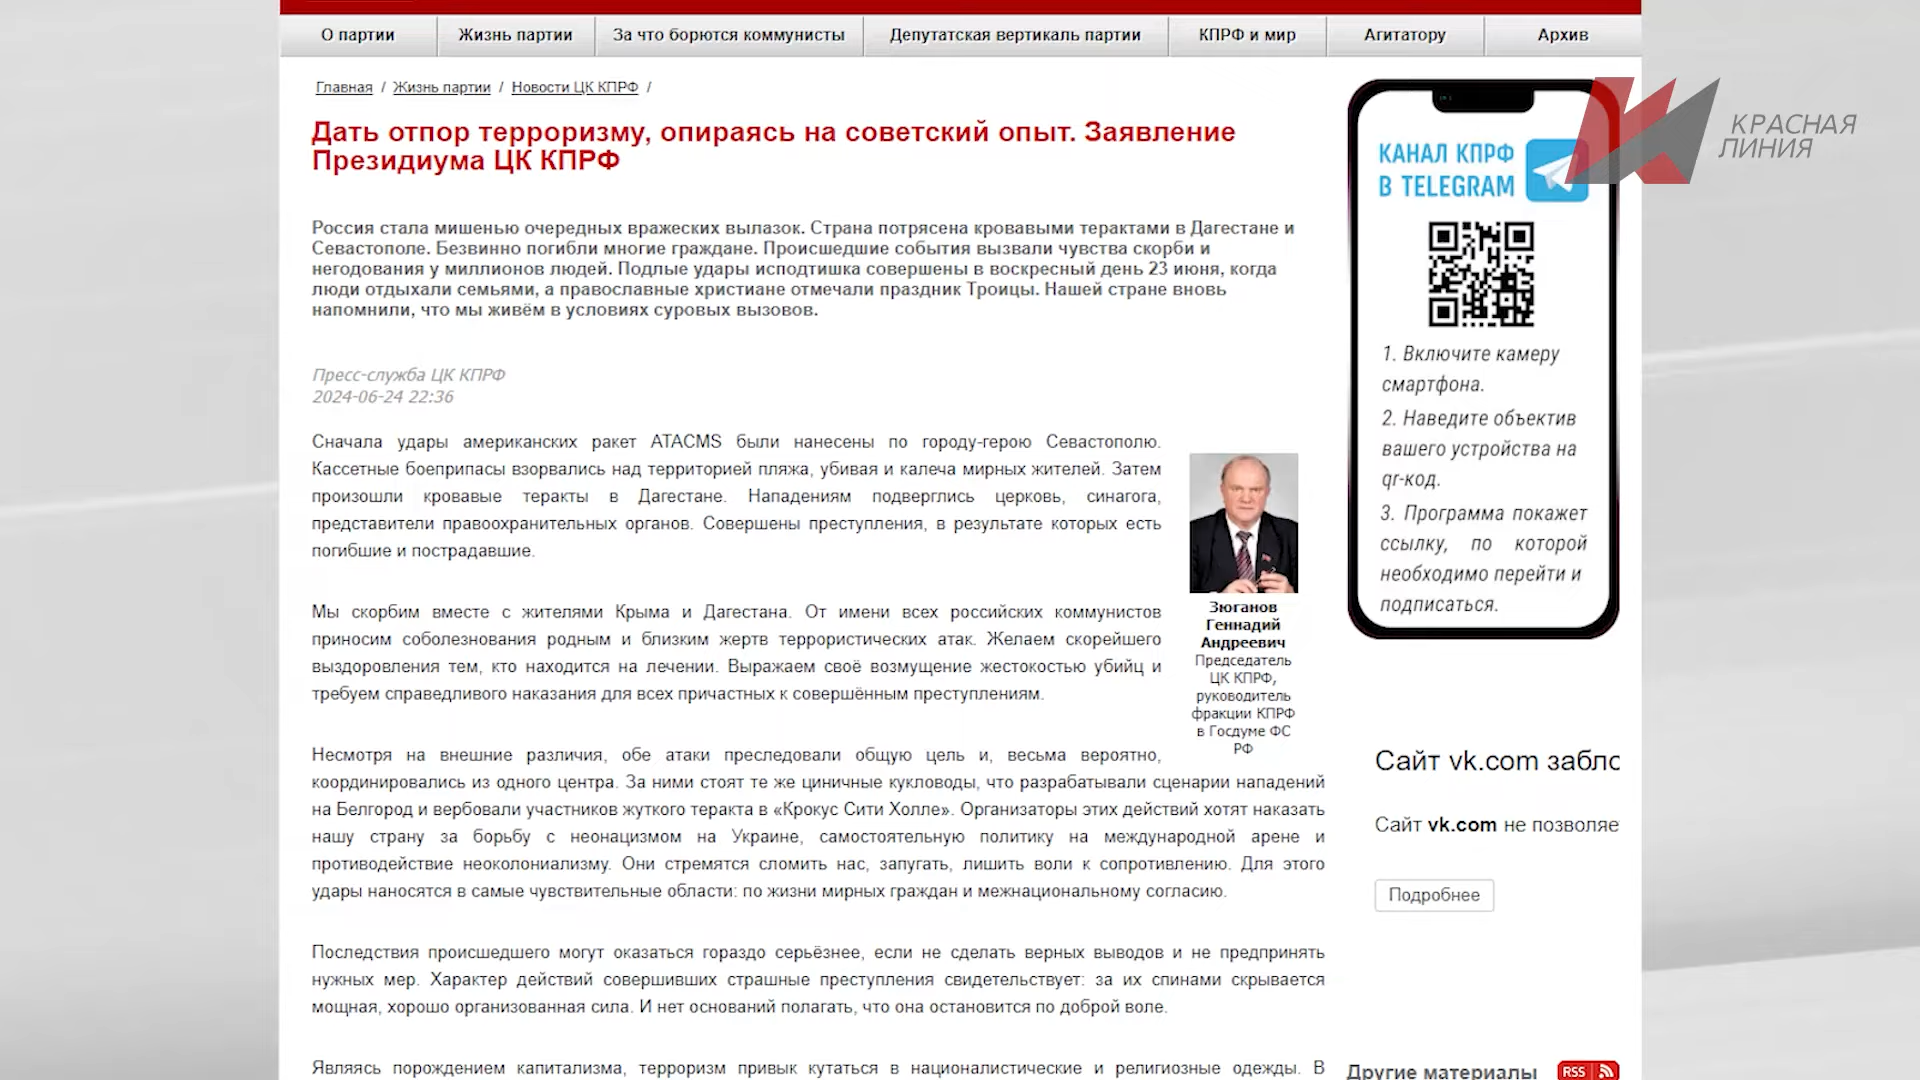 О партии
Жизнь партии
За что борются коммунисты
Депутатская вертикаль партии
КПРФ и мир
Агитатору
Архив
Главная / Жизнь партии / Новости ЦК КПРФ /
КРАСНАЯ
ЛИНИЯ
Дать отпор терроризму, опираясь на советский опыт. Заявление
Президиума ЦК КПРФ
Россия стала мишенью очередных вражеских вылазок. Страна потрясена кровавыми терактами в Дагестане и
Севастополе. Безвинно погибли многие граждане. Происшедшие события вызвали чувства скорби и
негодования у миллионов людей. Подлые удары исподтишка совершены в воскресный день 23 июня, когда
люди отдыхали семьями, а православные христиане отмечали праздник Троицы. Нашей стране вновь
напомнили, что мы живём в условиях суровых вызовов.
Пресс-служба ЦК КПРФ
2024-06-24 22:36
Сначала удары американских ракет ATACMS были нанесены по городу-герою Севастополю.
Кассетные боеприпасы взорвались над территорией пляжа, убивая и калеча мирных жителей. Затем
произошли кровавые теракты в Дагестане. Нападениям подверглись церковь, синагога,
представители правоохранительных органов. Совершены преступления, в результате которых есть
погибшие и пострадавшие.
Мы скорбим вместе с жителями Крыма и Дагестана. От имени всех российских коммунистов
приносим соболезнования родным и близким жертв террористических атак. Желаем скорейшего
выздоровления тем, кто находится на лечении. Выражаем своё возмущение жестокостью убийц и
требуем справедливого наказания для всех причастных к совершённым преступлениям.
Зюганов
Геннадий
Андреевич
Председатель
ЦК КПРФ,
руководитель
фракции КПРФ
в Госдуме ФС
РФ
Несмотря на внешние различия, обе атаки преследовали общую цель и, весьма вероятно,
координировались из одного центра. За ними стоят те же циничные кукловоды, что разрабатывали сценарии нападений
на Белгород и вербовали участников жуткого теракта в «Крокус Сити Холле». Организаторы этих действий хотят наказать
нашу страну за борьбу с неонацизмом на Украине, самостоятельную политику на международной арене и
противодействие неоколониализму. Они стремятся сломить нас, запугать, лишить воли к сопротивлению. Для этого
удары наносятся в самые чувствительные области: по жизни мирных граждан и межнациональному согласию.
Последствия происшедшего могут оказаться гораздо серьёзнее, если не сделать верных выводов и не предпринять
нужных мер. Характер действий совершивших страшные преступления свидетельствует: за их спинами скрывается
мощная, хорошо организованная сила. И нет оснований полагать, что она остановится по доброй воле.
Являясь порождением капитализма, терроризм привык кутаться в националистические и религиозные одежды. В
КАНАЛ КПРФ
В TELEGRAM
1. Включите камеру
смартфона.
2. Наведите объектив
вашего устройства на
qr-код.
3. Программа покажет
ссылку, по которой
необходимо перейти и
подписаться.
Сайт vk.com забло
Сайт vk.com не позволяе
Подробнее
Другие материалы
RSS